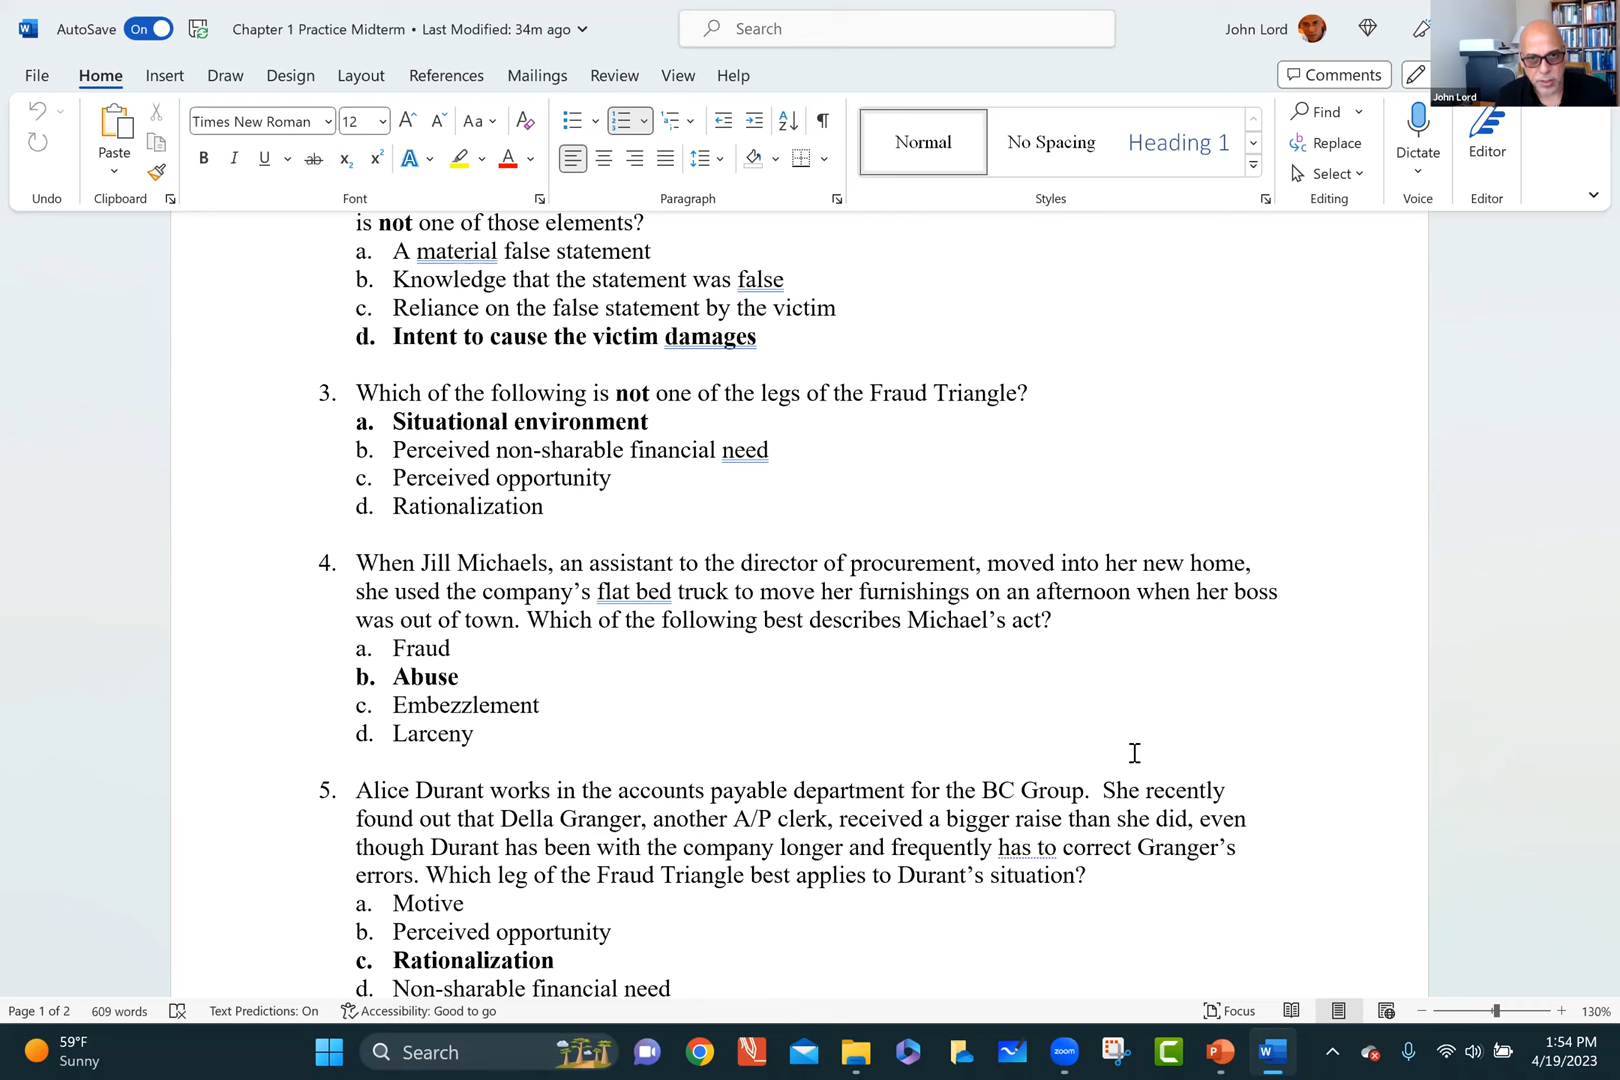 AutoSave On Chapter 1 Practice Midterm • Last Modified: 34m ago Search John Lord
John Lord
File Home Insert Draw Design Layout References Mailings Review View Help Comments
Times New Roman 12 Aa Find
Paste Normal No Spacing Heading 1 Replace Dictate Editor
B I U ab x₂ x² A A Select
Undo Clipboard Font Paragraph Styles Editing Voice Editor
is not one of those elements?
a. A material false statement
b. Knowledge that the statement was false
c. Reliance on the false statement by the victim
d. Intent to cause the victim damages
3. Which of the following is not one of the legs of the Fraud Triangle?
a. Situational environment
b. Perceived non-sharable financial need
c. Perceived opportunity
d. Rationalization
4. When Jill Michaels, an assistant to the director of procurement, moved into her new home,
she used the company's flat bed truck to move her furnishings on an afternoon when her boss
was out of town. Which of the following best describes Michael's act?
a. Fraud
b. Abuse
c. Embezzlement
d. Larceny
5. Alice Durant works in the accounts payable department for the BC Group. She recently
found out that Della Granger, another A/P clerk, received a bigger raise than she did, even
though Durant has been with the company longer and frequently has to correct Granger's
errors. Which leg of the Fraud Triangle best applies to Durant's situation?
a. Motive
b. Perceived opportunity
c. Rationalization
d. Non-sharable financial need
Page 1 of 2 609 words Text Predictions: On Accessibility: Good to go Focus 130%
59°F Search zoom 1:54 PM
Sunny 4/19/2023